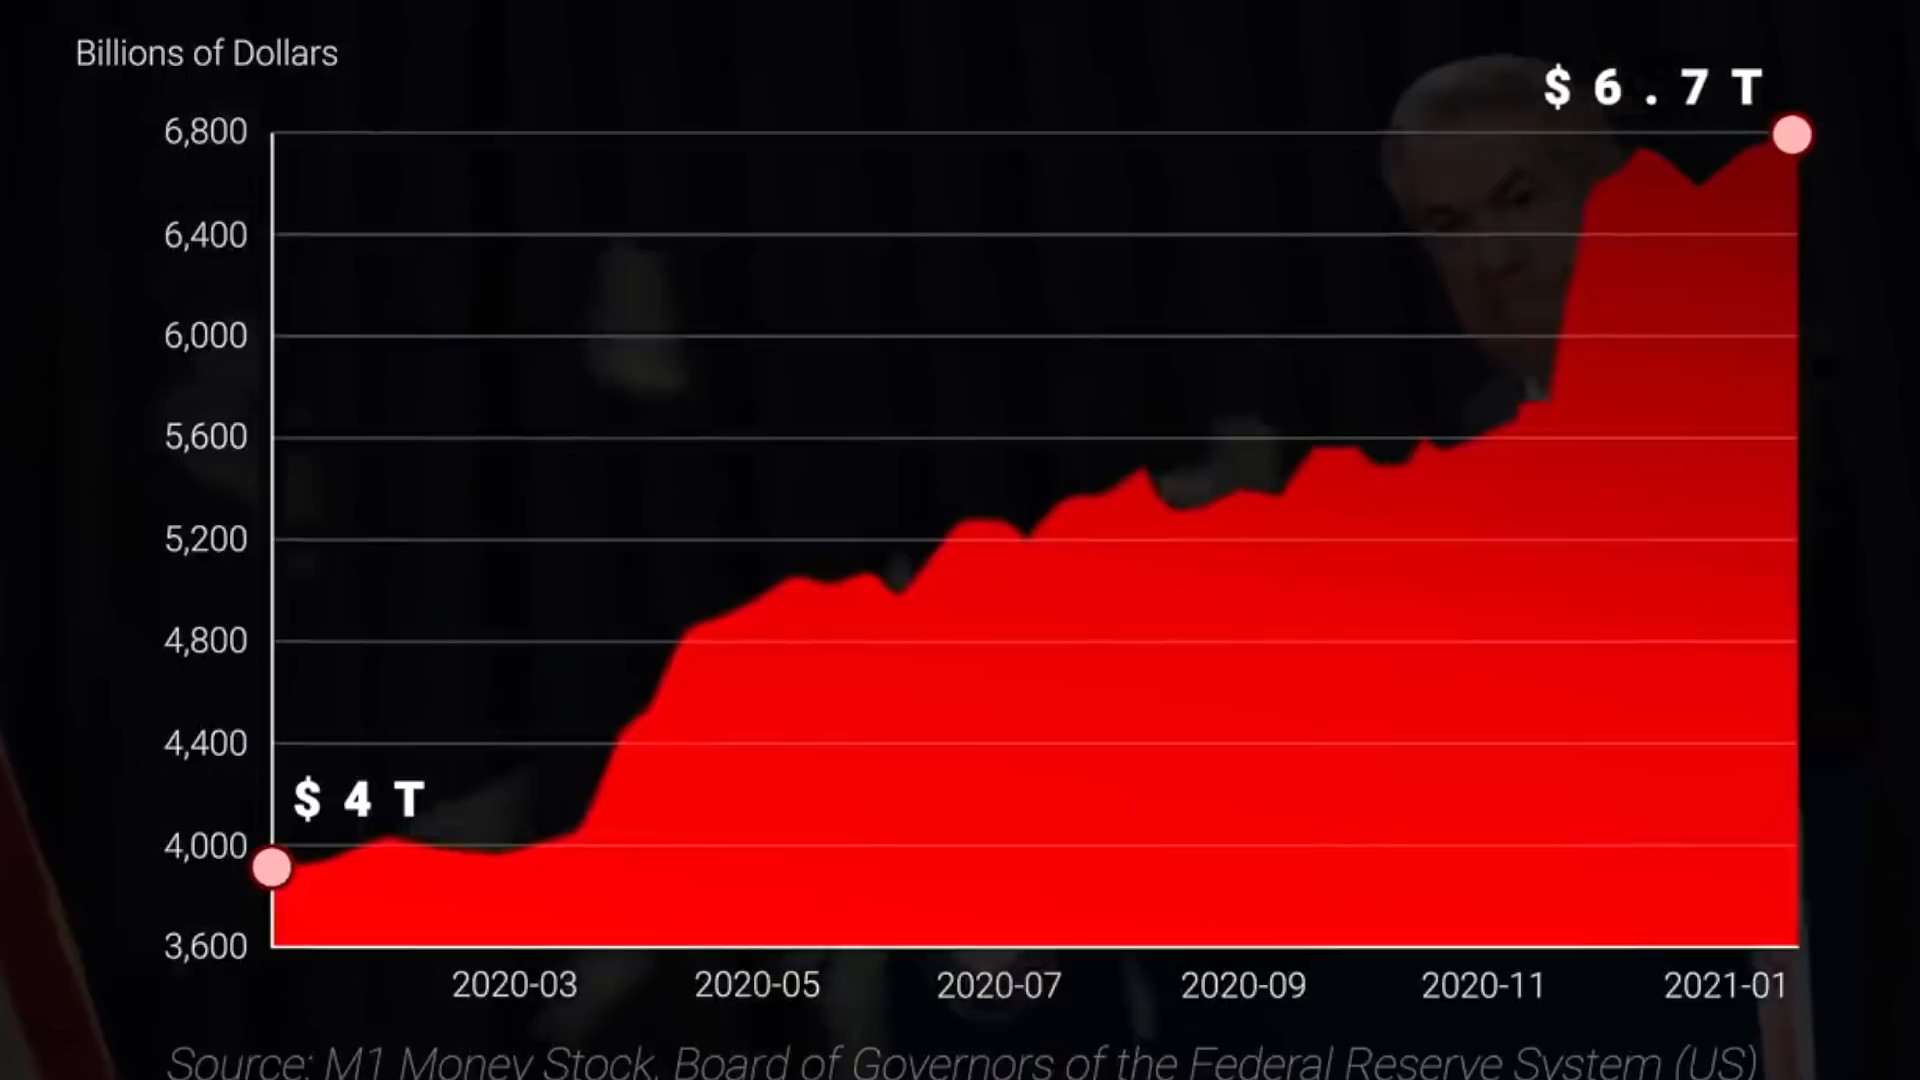 Billions of Dollars
$6.7T
6,800
6,400
6,000
5,600
5,200
4,800
4,400
$4T
4,000
3,600
2020-03 2020-05 2020-07 2020-09 2020-11 2021-01
Source: M1 Money Stock, Board of Governors of the Federal Reserve System (US)